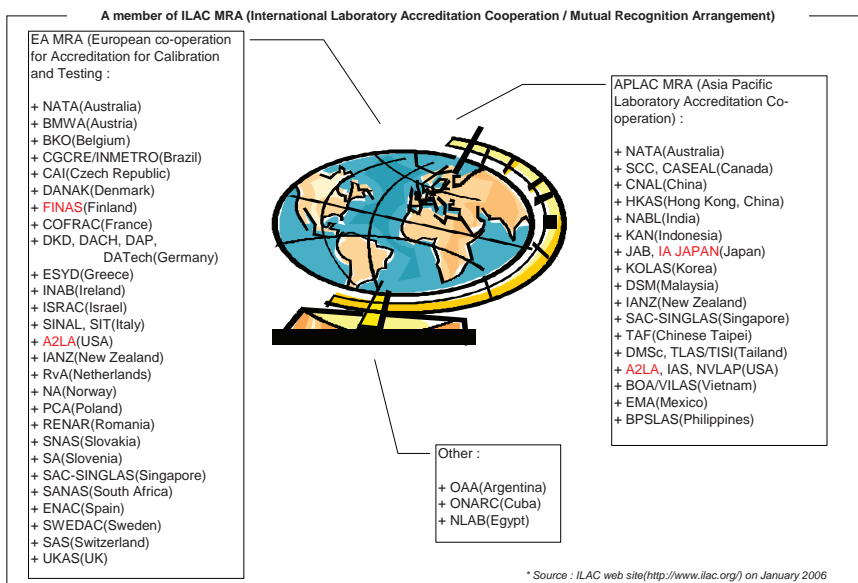 A member of ILAC MRA (International Laboratory Accreditation Cooperation / Mutual Recognition Arrangement)
EA MRA (European co-operation
for Accreditation for Calibration
and Testing :
+ NATA(Australia)
+ BMWA(Austria)
+ BKO(Belgium)
+ CGCRE/INMETRO(Brazil)
+ CAI(Czech Republic)
+ DANAK(Denmark)
+ FINAS(Finland)
+ COFRAC(France)
+ DKD, DACH, DAP,
DATech(Germany)
+ ESYD(Greece)
+ INAB(Ireland)
+ ISRAC(Israel)
+ SINAL, SIT(Italy)
+ A2LA(USA)
+ IANZ(New Zealand)
+ RvA(Netherlands)
+ NA(Norway)
+ PCA(Poland)
+ RENAR(Romania)
+ SNAS(Slovakia)
+ SA(Slovenia)
+ SAC-SINGLAS(Singapore)
+ SANAS(South Africa)
+ ENAC(Spain)
+ SWEDAC(Sweden)
+ SAS(Switzerland)
+ UKAS(UK)
APLAC MRA (Asia Pacific
Laboratory Accreditation Co-
operation) :
+ NATA(Australia)
+ SCC, CASEAL(Canada)
+ CNAL(China)
+ HKAS(Hong Kong, China)
+ NABL(India)
+ KAN(Indonesia)
+ JAB, IA JAPAN(Japan)
+ KOLAS(Korea)
+ DSM(Malaysia)
+ IANZ(New Zealand)
+ SAC-SINGLAS(Singapore)
+ TAF(Chinese Taipei)
+ DMSc, TLAS/TISI(Tailand)
+ A2LA, IAS, NVLAP(USA)
+ BOA/VILAS(Vietnam)
+ EMA(Mexico)
+ BPSLAS(Philippines)
Other :
+ OAA(Argentina)
+ ONARC(Cuba)
+ NLAB(Egypt)
* Source : ILAC web site(http://www.ilac.org/) on January 2006